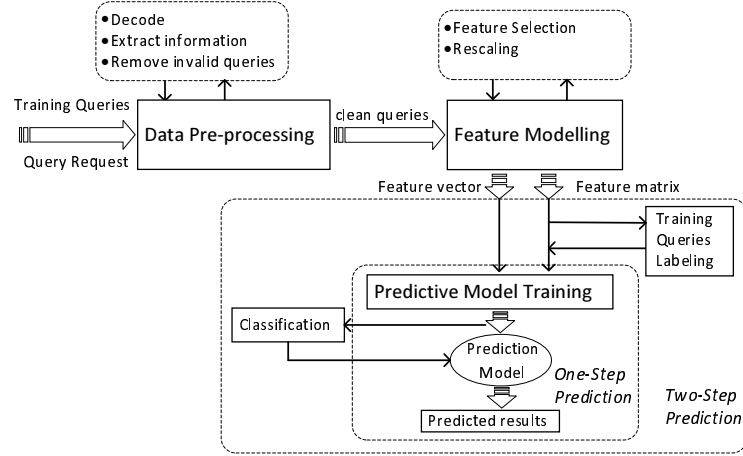 ● Decode
● Extract information
● Remove invalid queries
● Feature Selection
● Rescaling
Training Queries
Query Request
Data Pre-processing
clean queries
Feature Modelling
Feature vector
Feature matrix
Training
Queries
Labeling
Predictive Model Training
Classification
Prediction
Model
One-Step
Prediction
Two-Step
Prediction
Predicted results